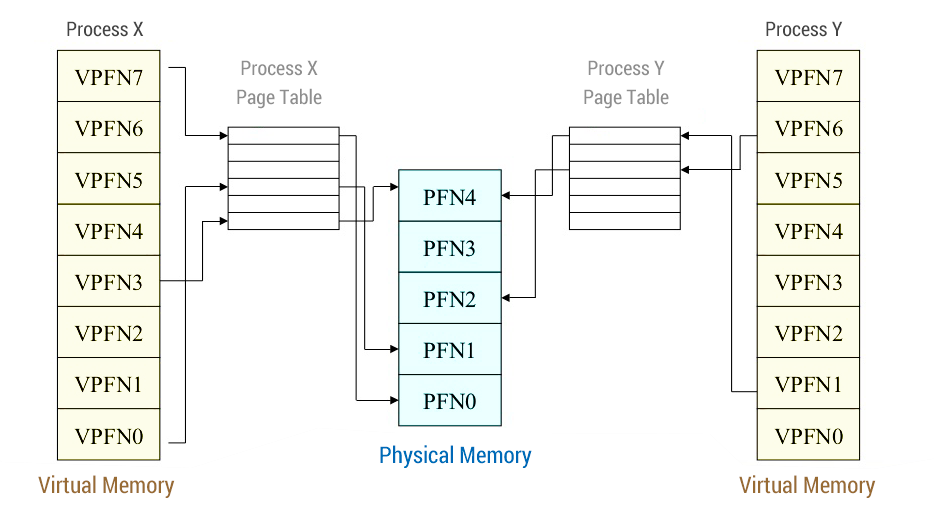 Process X
VPFN7
VPFN6
VPFN5
VPFN4
VPFN3
VPFN2
VPFN1
VPFN0
Virtual Memory
Process X
Page Table
PFN4
PFN3
PFN2
PFN1
PFN0
Physical Memory
Process Y
Page Table
Process Y
VPFN7
VPFN6
VPFN5
VPFN4
VPFN3
VPFN2
VPFN1
VPFN0
Virtual Memory